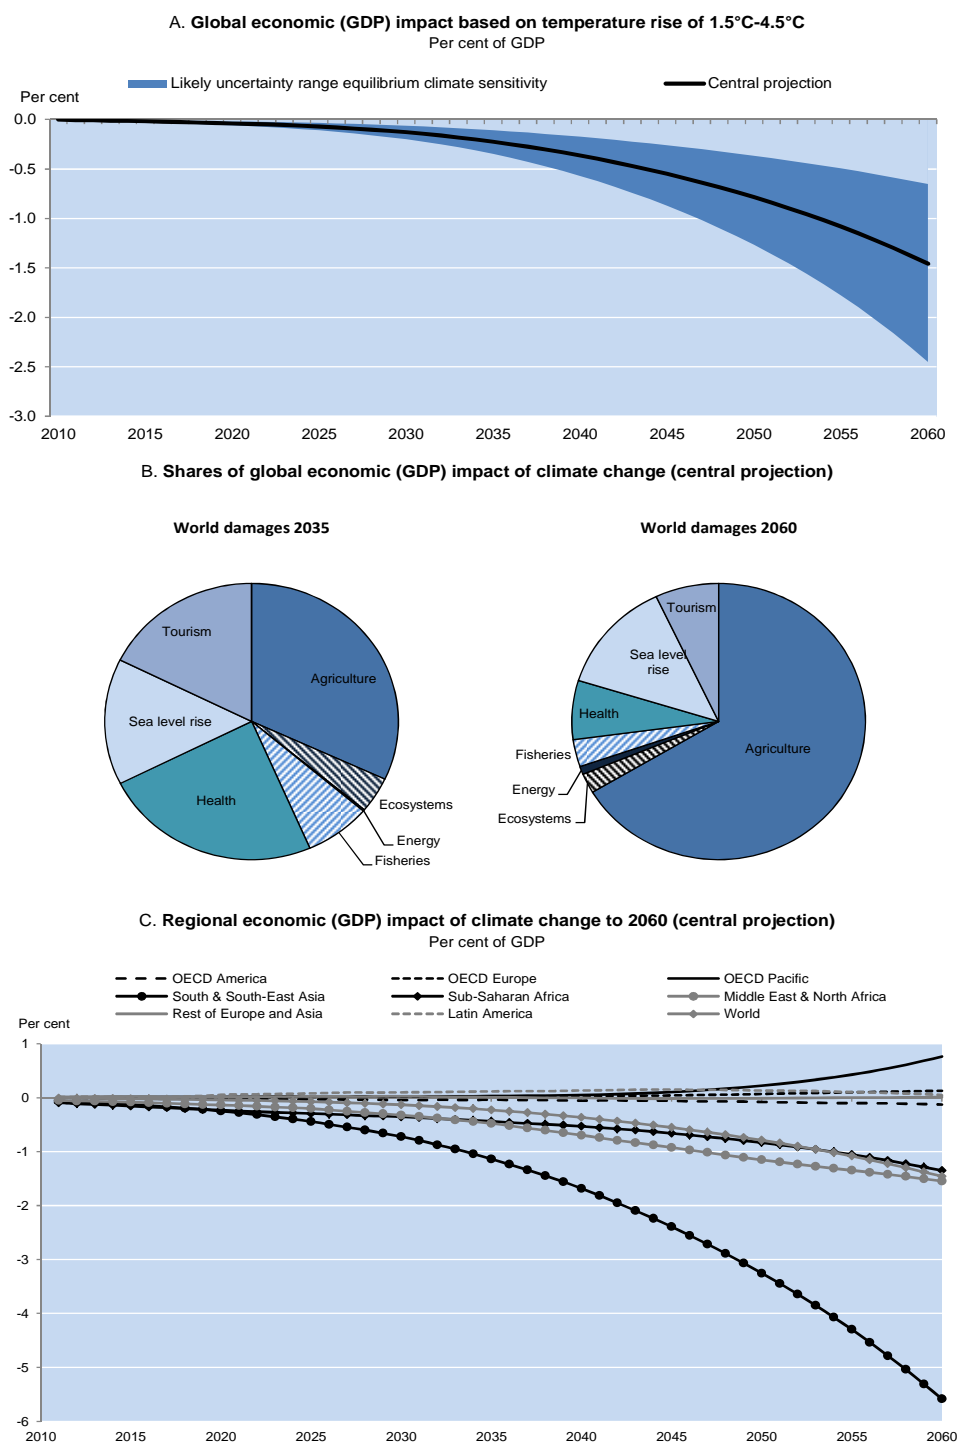 A. Global economic (GDP) impact based on temperature rise of 1.5°C-4.5°C
Per cent of GDP
Likely uncertainty range equilibrium climate sensitivity
Central projection
Per cent
0.0
-0.5
-1.0
-1.5
-2.0
-2.5
-3.0
2010 2015 2020 2025 2030 2035 2040 2045 2050 2055 2060
B. Shares of global economic (GDP) impact of climate change (central projection)
World damages 2035
Tourism
Agriculture
Sea level rise
Health
Ecosystems
Energy
Fisheries
World damages 2060
Tourism
Sea level
rise
Health
Agriculture
Fisheries
Energy
Ecosystems
C. Regional economic (GDP) impact of climate change to 2060 (central projection)
Per cent of GDP
OECD America
OECD Europe
OECD Pacific
South & South-East Asia
Sub-Saharan Africa
Middle East & North Africa
Rest of Europe and Asia
Latin America
World
Per cent
1
0
-1
-2
-3
-4
-5
-6
2010 2015 2020 2025 2030 2035 2040 2045 2050 2055 2060